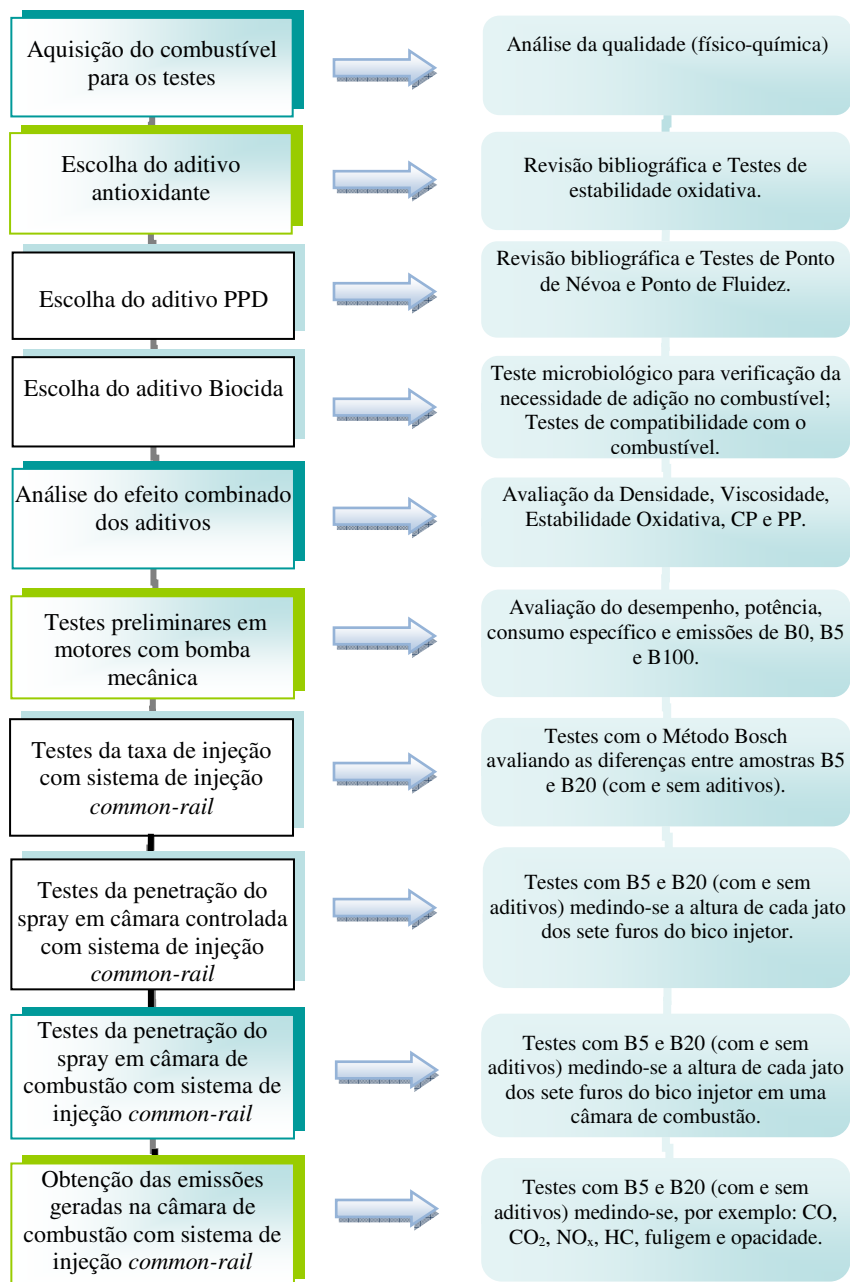 Aquisição do combustível
para os testes
Análise da qualidade (físico-química)
Escolha do aditivo
antioxidante
Revisão bibliográfica e Testes de
estabilidade oxidativa.
Escolha do aditivo PPD
Revisão bibliográfica e Testes de Ponto
de Névoa e Ponto de Fluidez.
Escolha do aditivo Biocida
Teste microbiológico para verificação da
necessidade de adição no combustível;
Testes de compatibilidade com o
combustível.
Análise do efeito combinado
dos aditivos
Avaliação da Densidade, Viscosidade,
Estabilidade Oxidativa, CP e PP.
Testes preliminares em
motores com bomba
mecânica
Avaliação do desempenho, potência,
consumo específico e emissões de B0, B5
e B100.
Testes da taxa de injeção
com sistema de injeção
common-rail
Testes com o Método Bosch
avaliando as diferenças entre amostras B5
e B20 (com e sem aditivos).
Testes da penetração do
spray em câmara controlada
com sistema de injeção
common-rail
Testes com B5 e B20 (com e sem
aditivos) medindo-se a altura de cada jato
dos sete furos do bico injetor.
Testes da penetração do
spray em câmara de
combustão com sistema de
injeção common-rail
Testes com B5 e B20 (com e sem
aditivos) medindo-se a altura de cada jato
dos sete furos do bico injetor em uma
câmara de combustão.
Obtenção das emissões
geradas na câmara de
combustão com sistema de
injeção common-rail
Testes com B5 e B20 (com e sem
aditivos) medindo-se, por exemplo: CO,
CO₂, NOₓ, HC, fuligem e opacidade.